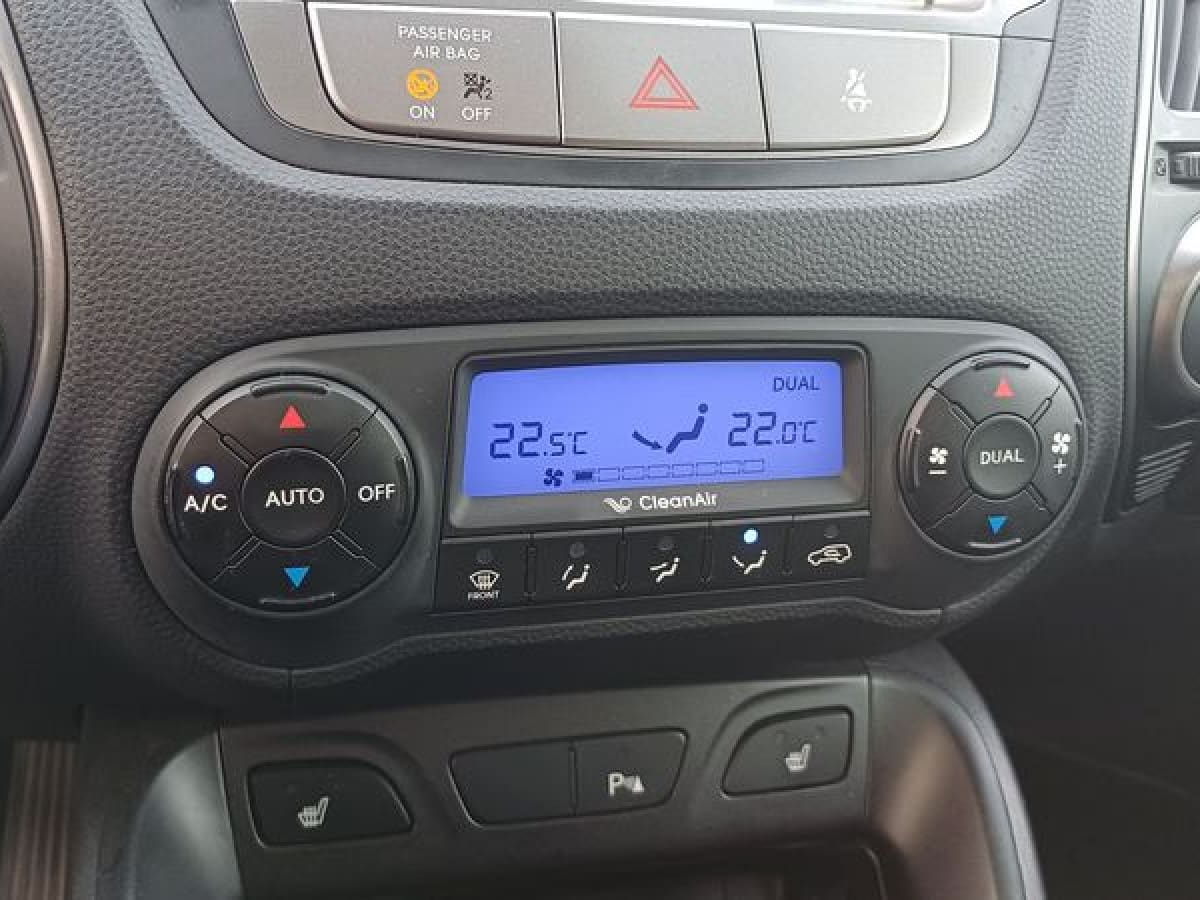 PASSENGER
AIR BAG
ON OFF
DUAL
22.5°C 22.0°C
A/C AUTO OFF
DUAL
CleanAir
FRONT
P